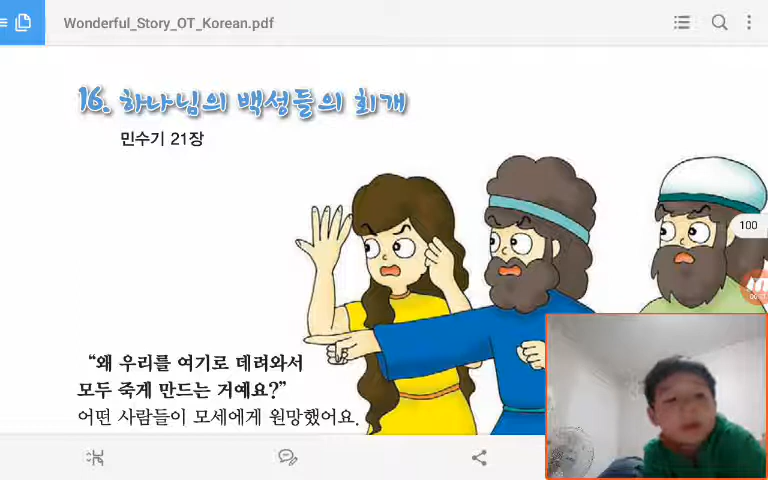 Wonderful_Story_OT_Korean.pdf
16. 하나님의 백성들의 회개
민수기 21장
100
“왜 우리를 여기로 데려와서
모두 죽게 만드는 거예요?”
어떤 사람들이 모세에게 원망했어요.